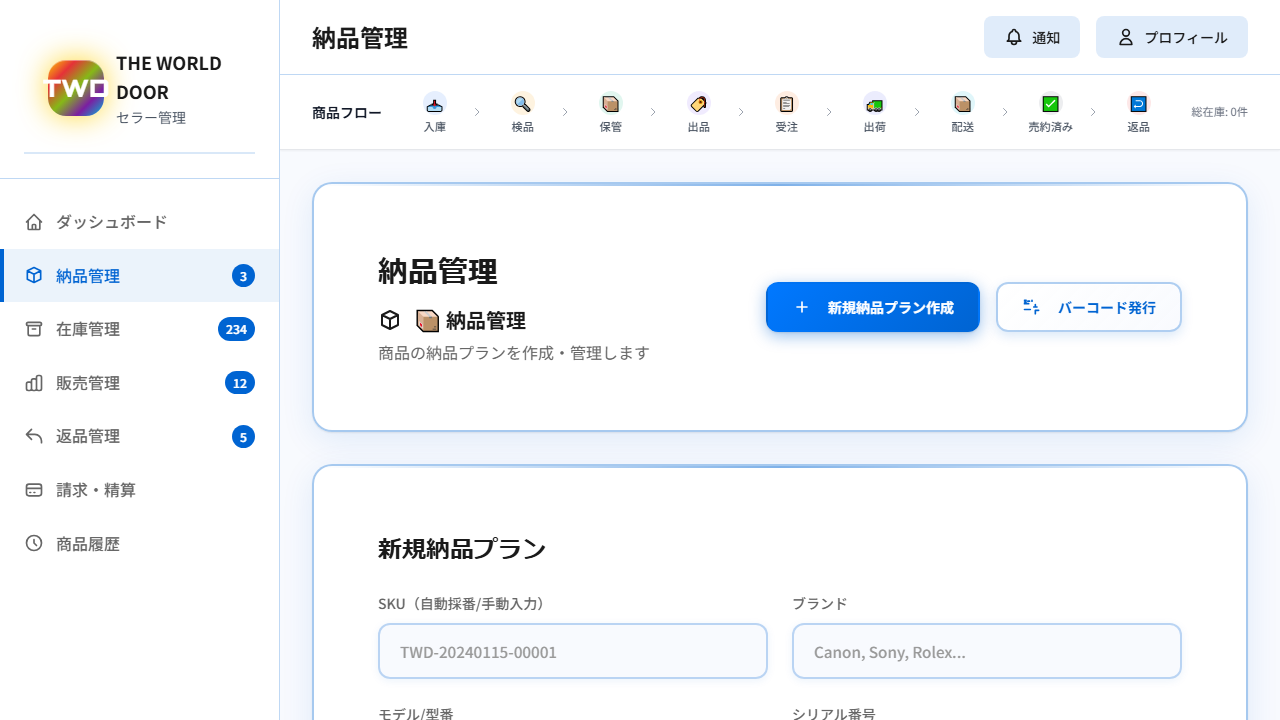 TWD
THE WORLD
DOOR
セラー管理
ダッシュボード
納品管理
3
在庫管理
234
販売管理
12
返品管理
5
請求・精算
商品履歴
納品管理
通知
プロフィール
商品フロー
入庫
検品
保管
出品
受注
出荷
配送
売約済み
返品
総在庫: 0件
納品管理
納品管理
商品の納品プランを作成・管理します
新規納品プラン作成
バーコード発行
新規納品プラン
SKU（自動採番/手動入力）
ブランド
TWD-20240115-00001
Canon, Sony, Rolex...
モデル/型番
シリアル番号